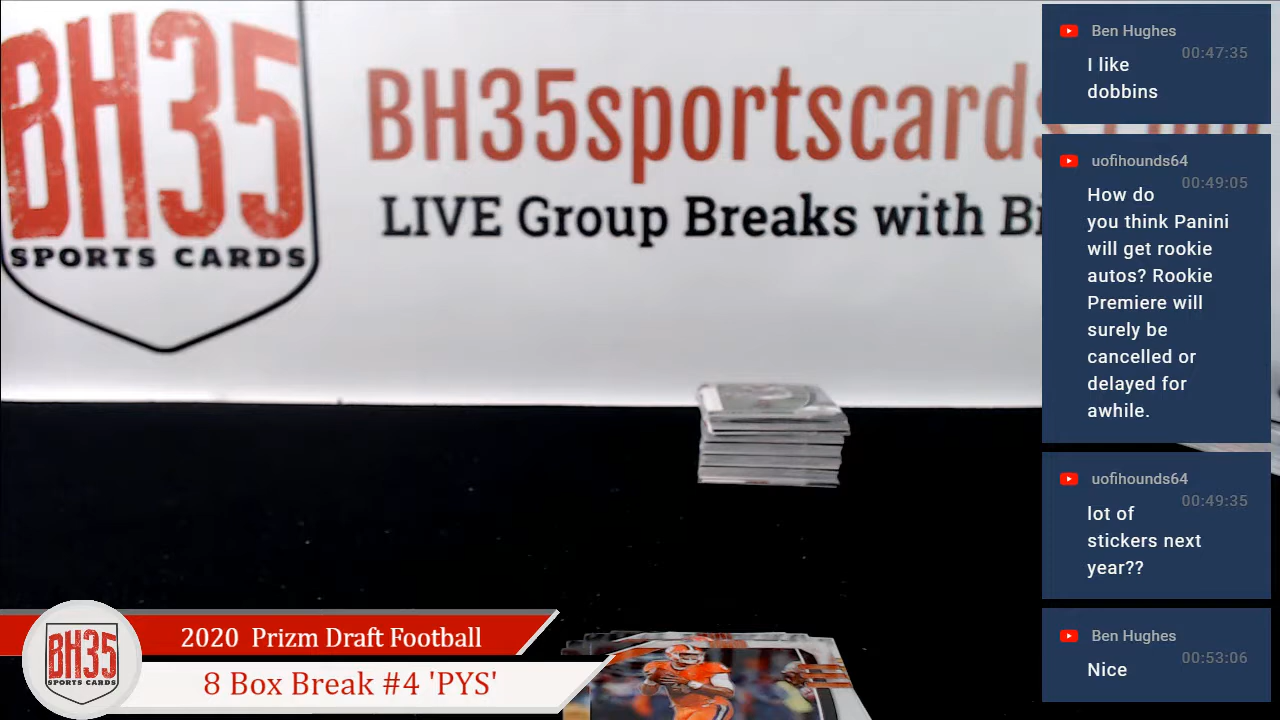 BH35
SPORTS CARDS
BH35sportscards
LIVE Group Breaks with
Ben Hughes
00:47:35
I like
dobbins
uofihounds64
00:49:05
How do
you think Panini
will get rookie
autos? Rookie
Premiere will
surely be
cancelled or
delayed for
awhile.
uofihounds64
00:49:35
lot of
stickers next
year??
Ben Hughes
00:53:06
Nice
BH35
SPORTS CARDS
2020 Prizm Draft Football
8 Box Break #4 'PYS'